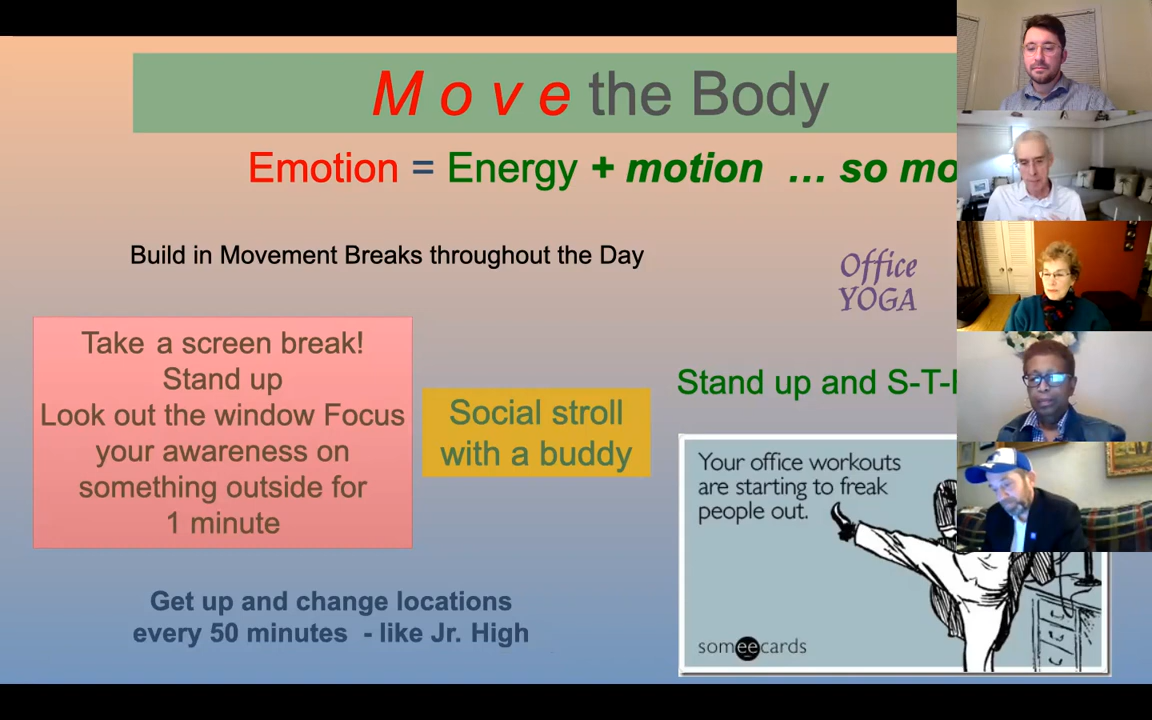 M o v e the Body
Emotion = Energy + motion … so mo
Build in Movement Breaks throughout the Day
Office
YOGA
Take a screen break!
Stand up
Look out the window Focus
your awareness on
something outside for
1 minute
Social stroll
with a buddy
Stand up and S-T-
Your office workouts
are starting to freak
people out.
someecards
Get up and change locations
every 50 minutes - like Jr. High